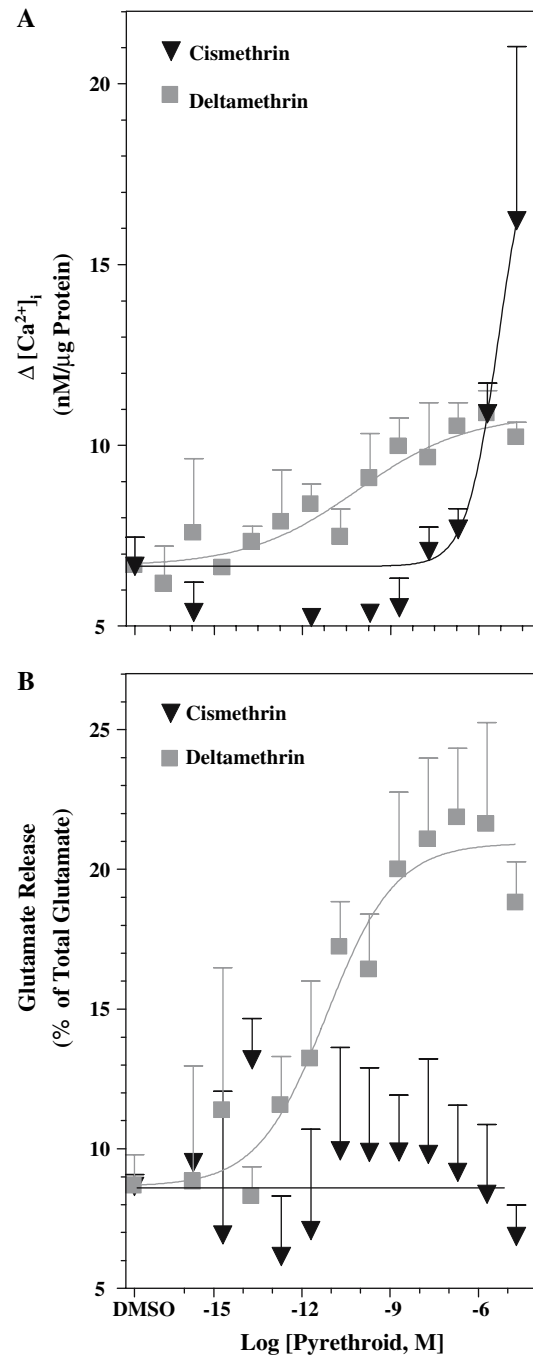 A
Cismethrin
Deltamethrin
20
15
10
5
Δ [Ca²⁺]ᵢ
(nM/μg Protein)
B
Cismethrin
Deltamethrin
25
20
15
10
5
Glutamate Release
(% of Total Glutamate)
DMSO -15 -12 -9 -6
Log [Pyrethroid, M]